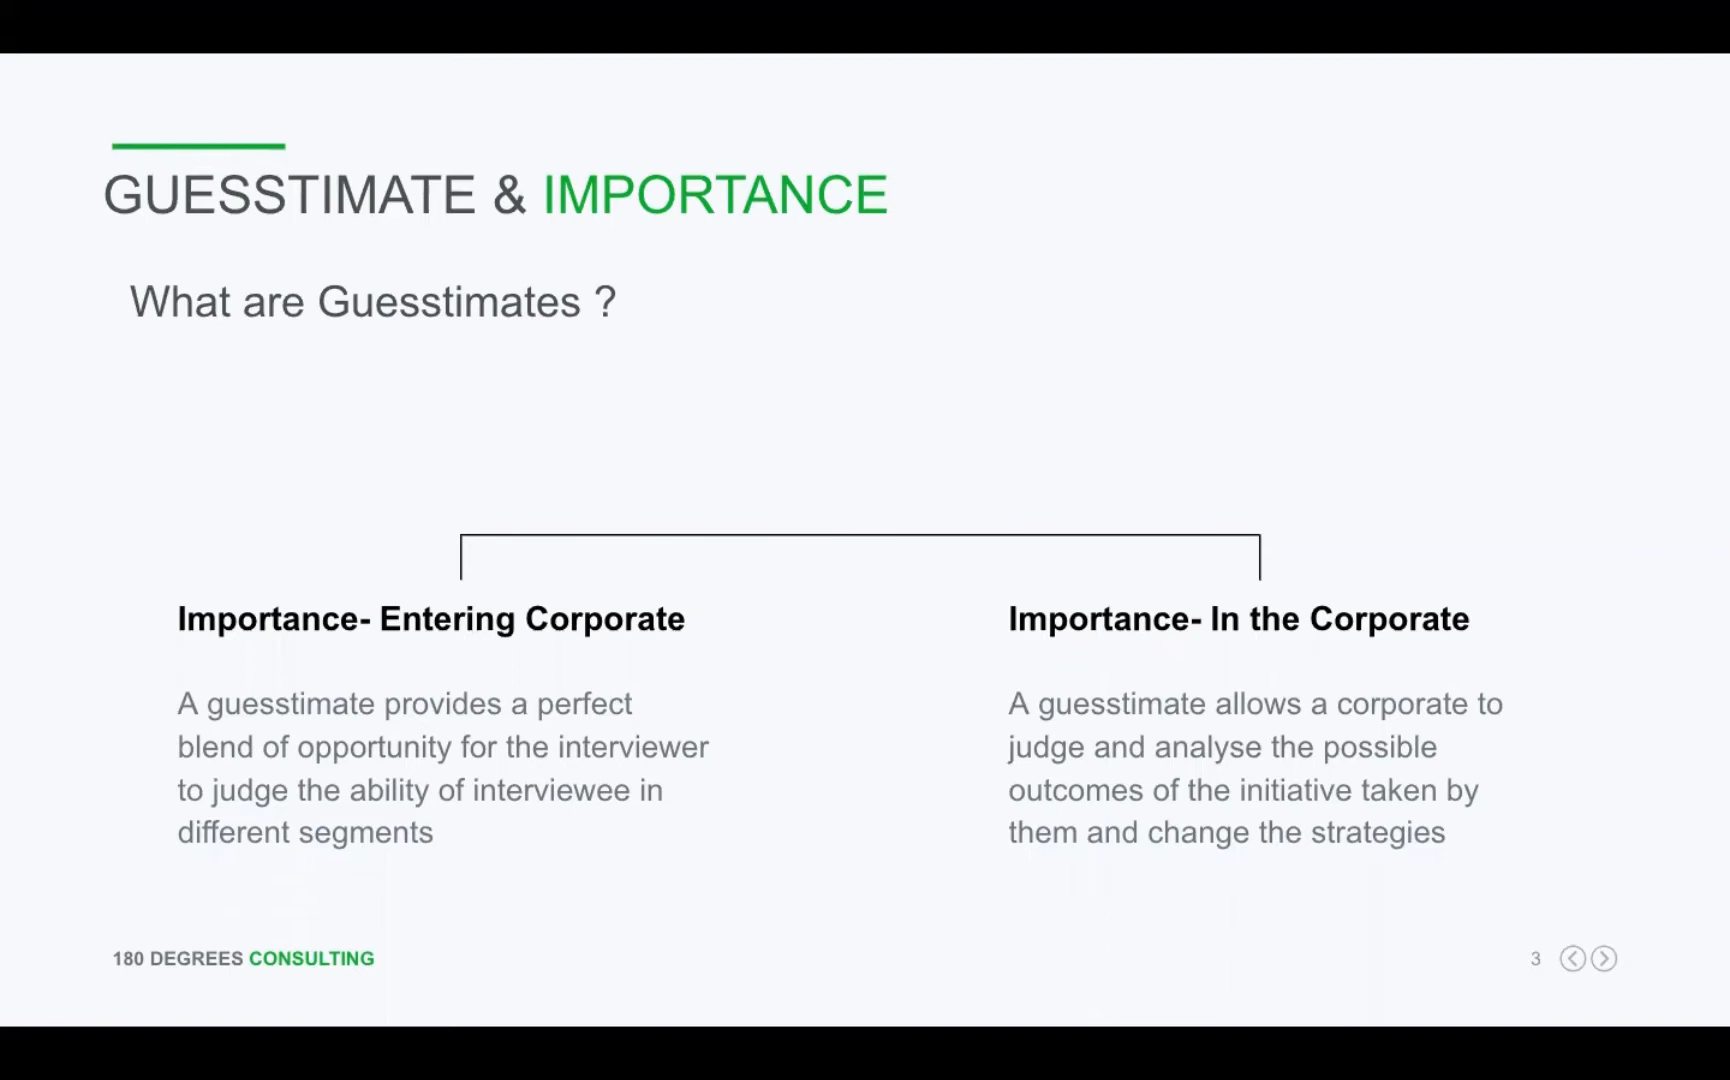 GUESSTIMATE & IMPORTANCE
What are Guesstimates ?
Importance- Entering Corporate
A guesstimate provides a perfect
blend of opportunity for the interviewer
to judge the ability of interviewee in
different segments
Importance- In the Corporate
A guesstimate allows a corporate to
judge and analyse the possible
outcomes of the initiative taken by
them and change the strategies
180 DEGREES CONSULTING
3